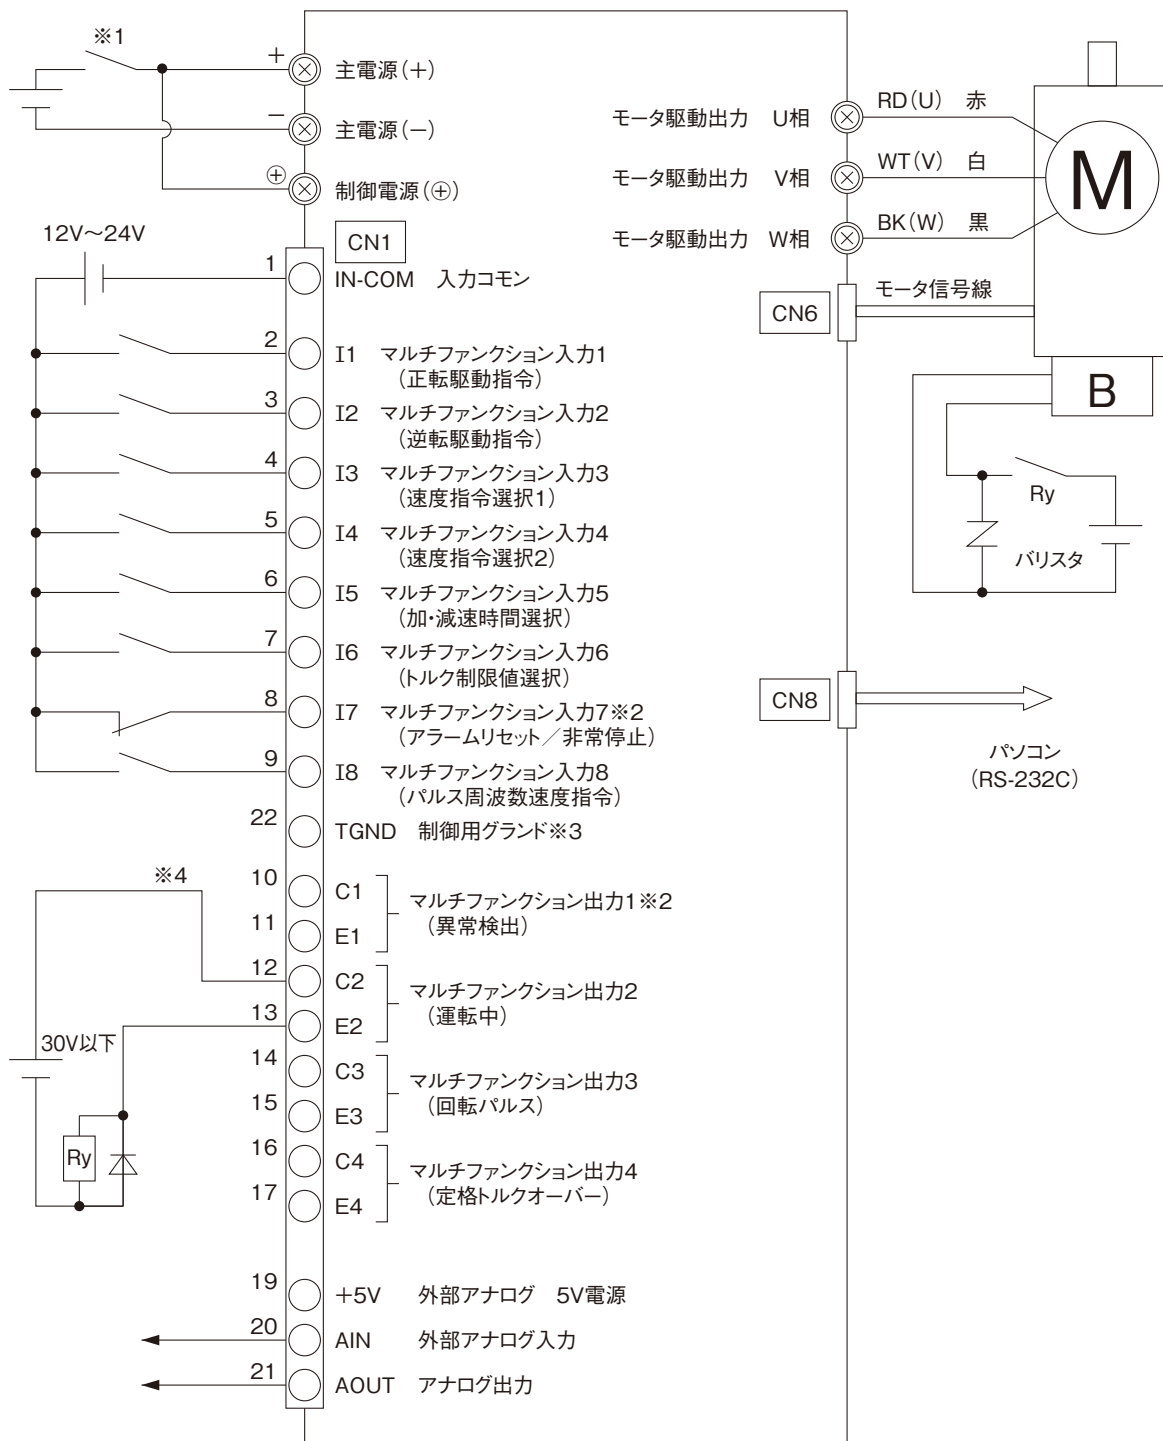 ※1
+
主電源(+)
−
主電源(−)
⊕
制御電源(⊕)
モータ駆動出力 U相
RD(U) 赤
モータ駆動出力 V相
WT(V) 白
モータ駆動出力 W相
BK(W) 黒
M
CN6
モータ信号線
B
Ry
バリスタ
CN8
パソコン
(RS-232C)
12V〜24V
CN1
1
IN-COM 入力コモン
2
I1 マルチファンクション入力1
(正転駆動指令)
3
I2 マルチファンクション入力2
(逆転駆動指令)
4
I3 マルチファンクション入力3
(速度指令選択1)
5
I4 マルチファンクション入力4
(速度指令選択2)
6
I5 マルチファンクション入力5
(加・減速時間選択)
7
I6 マルチファンクション入力6
(トルク制限値選択)
8
I7 マルチファンクション入力7※2
(アラームリセット/非常停止)
9
I8 マルチファンクション入力8
(パルス周波数速度指令)
22
TGND 制御用グランド※3
※4
10
C1
マルチファンクション出力1※2
(異常検出)
11
E1
12
C2
マルチファンクション出力2
(運転中)
13
E2
30V以下
14
C3
マルチファンクション出力3
(回転パルス)
15
E3
Ry
16
C4
マルチファンクション出力4
(定格トルクオーバー)
17
E4
19
+5V 外部アナログ 5V電源
20
AIN 外部アナログ入力
21
AOUT アナログ出力